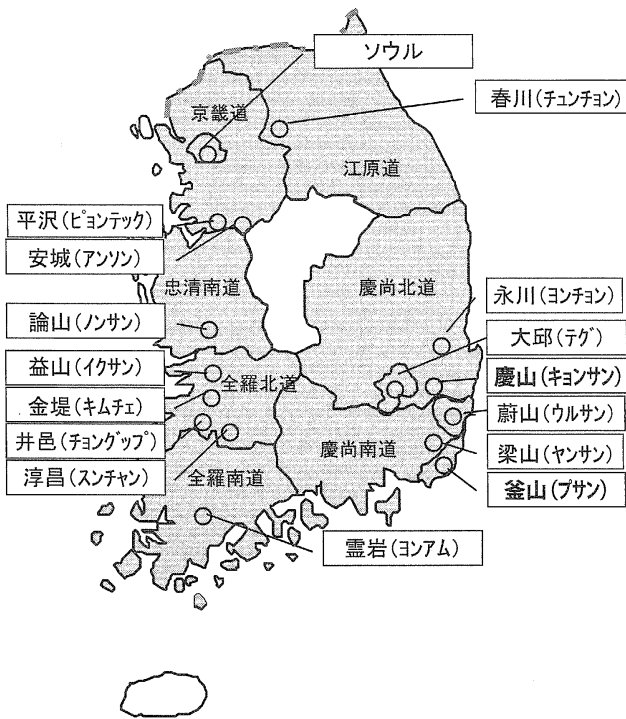 ソウル
春川(チュンチョン)
京畿道
江原道
平沢(ピョンテック)
安城(アンソン)
忠清南道
慶尚北道
永川(ヨンチョン)
大邱(テグ)
論山(ノンサン)
益山(イクサン)
全羅北道
慶山(キョンサン)
金堤(キムチェ)
蔚山(ウルサン)
井邑(チョングップ)
慶尚南道
梁山(ヤンサン)
淳昌(スンチャン)
全羅南道
釜山(プサン)
霊岩(ヨンアム)